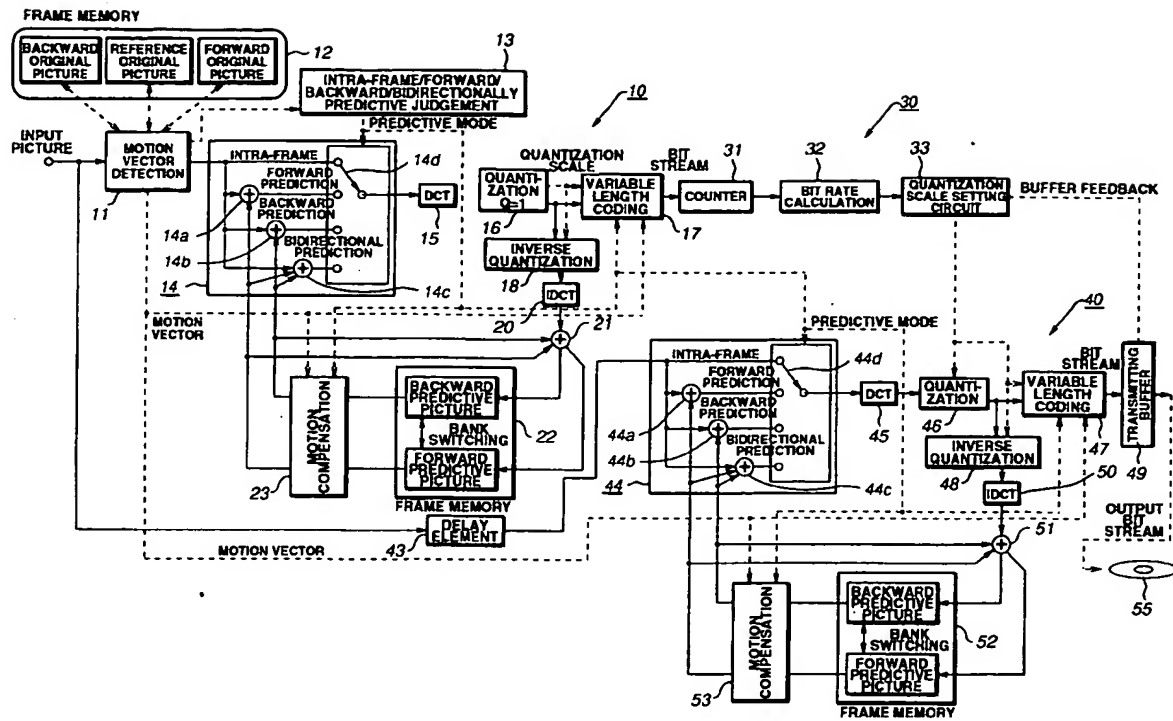 FRAME MEMORY
BACKWARD
ORIGINAL
PICTURE
REFERENCE
ORIGINAL
PICTURE
FORWARD
ORIGINAL
PICTURE
12
13
INTRA-FRAME/FORWARD/
BACKWARD/BIDIRECTIONALLY
PREDICTIVE JUDGEMENT
PREDICTIVE MODE
INPUT
PICTURE
MOTION
VECTOR
DETECTION
11
INTRA-FRAME
FORWARD
PREDICTION
BACKWARD
PREDICTION
BIDIRECTIONAL
PREDICTION
14a
14b
14c
14d
14
DCT
15
10
QUANTIZATION
SCALE
QUANTI-
ZATION
Q=1
16
VARIABLE
LENGTH
CODING
17
BIT
STREAM
INVERSE
QUANTIZATION
18
IDCT
20
21
30
31
COUNTER
32
BIT RATE
CALCULATION
33
QUANTIZATION
SCALE SETTING
CIRCUIT
BUFFER FEEDBACK
MOTION
VECTOR
MOTION
COMPENSATION
23
BACKWARD
PREDICTIVE
PICTURE
BANK
SWITCHING
FORWARD
PREDICTIVE
PICTURE
22
FRAME MEMORY
DELAY
ELEMENT
43
MOTION VECTOR
PREDICTIVE MODE
40
INTRA-FRAME
FORWARD
PREDICTION
BACKWARD
PREDICTION
BIDIRECTIONAL
PREDICTION
44a
44b
44c
44d
44
DCT
45
QUANTI-
ZATION
46
BIT
STREAM
VARIABLE
LENGTH
CODING
47
TRANSMITTING
BUFFER
49
INVERSE
QUANTIZATION
48
IDCT
50
51
OUTPUT
BIT
STREAM
55
MOTION
COMPENSATION
53
BACKWARD
PREDICTIVE
PICTURE
BANK
SWITCHING
FORWARD
PREDICTIVE
PICTURE
52
FRAME MEMORY